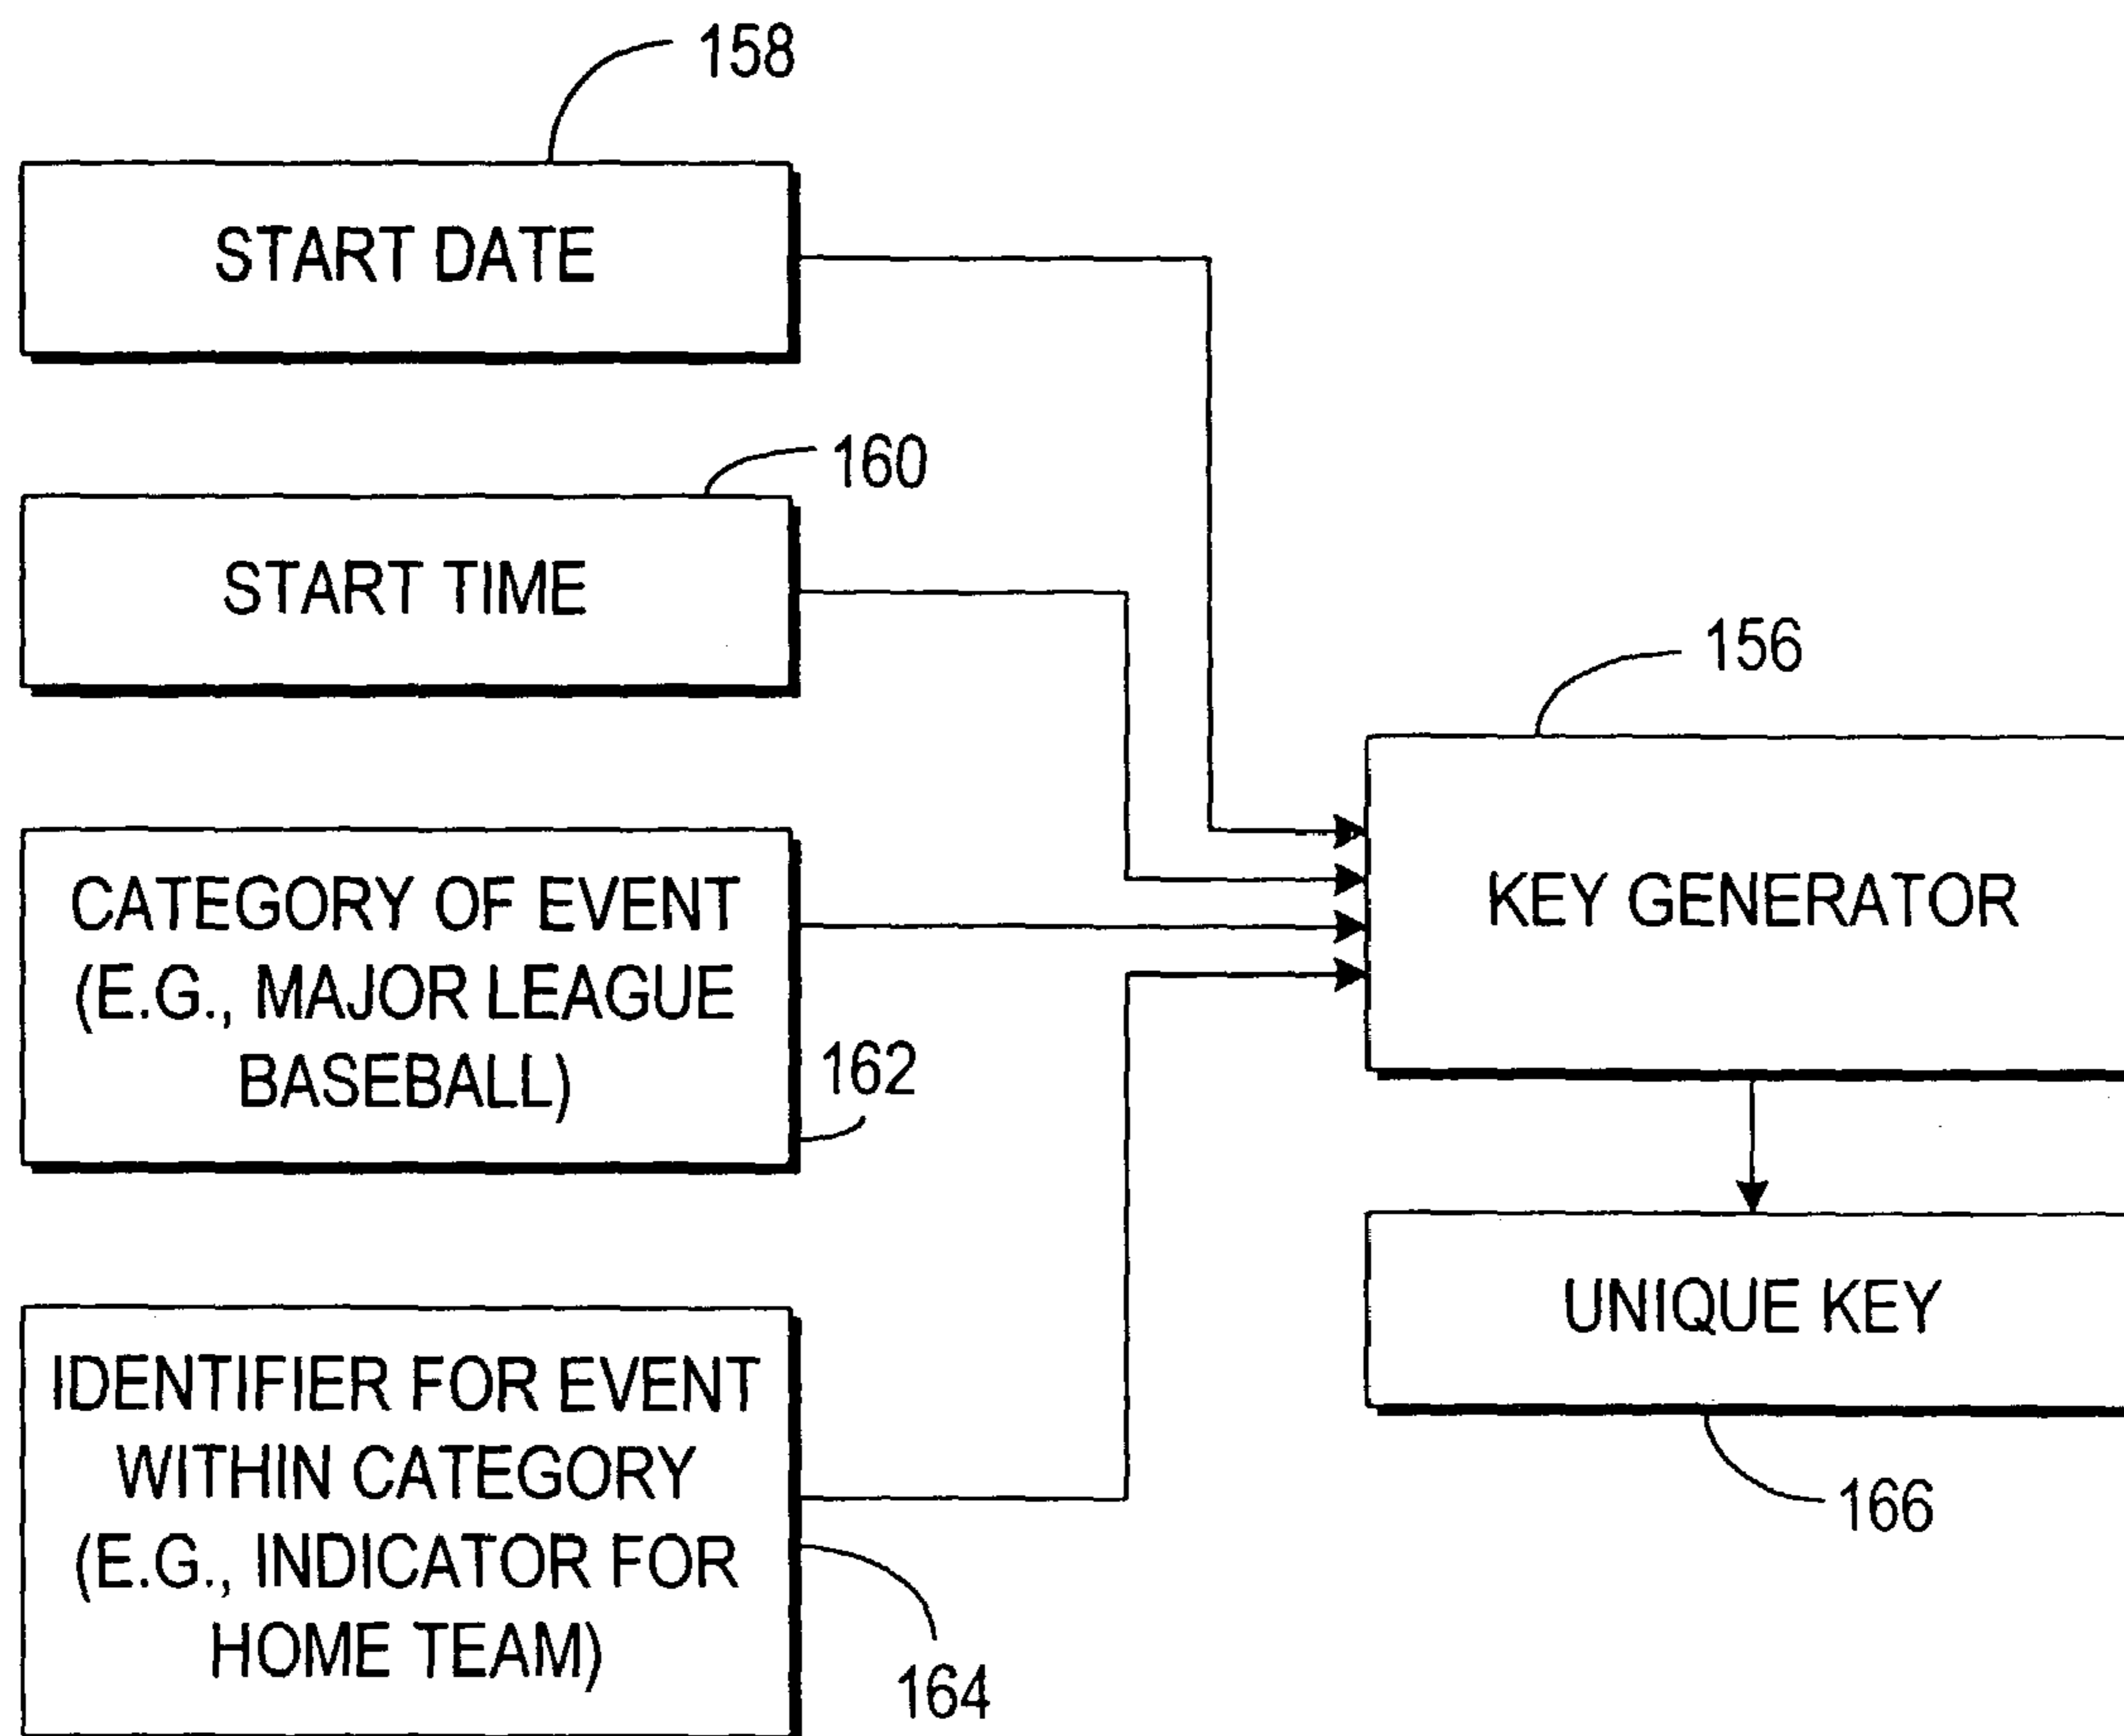 158
START DATE
160
START TIME
156
KEY GENERATOR
CATEGORY OF EVENT
(E.G., MAJOR LEAGUE
BASEBALL)
162
UNIQUE KEY
166
IDENTIFIER FOR EVENT
WITHIN CATEGORY
(E.G., INDICATOR FOR
HOME TEAM)
164